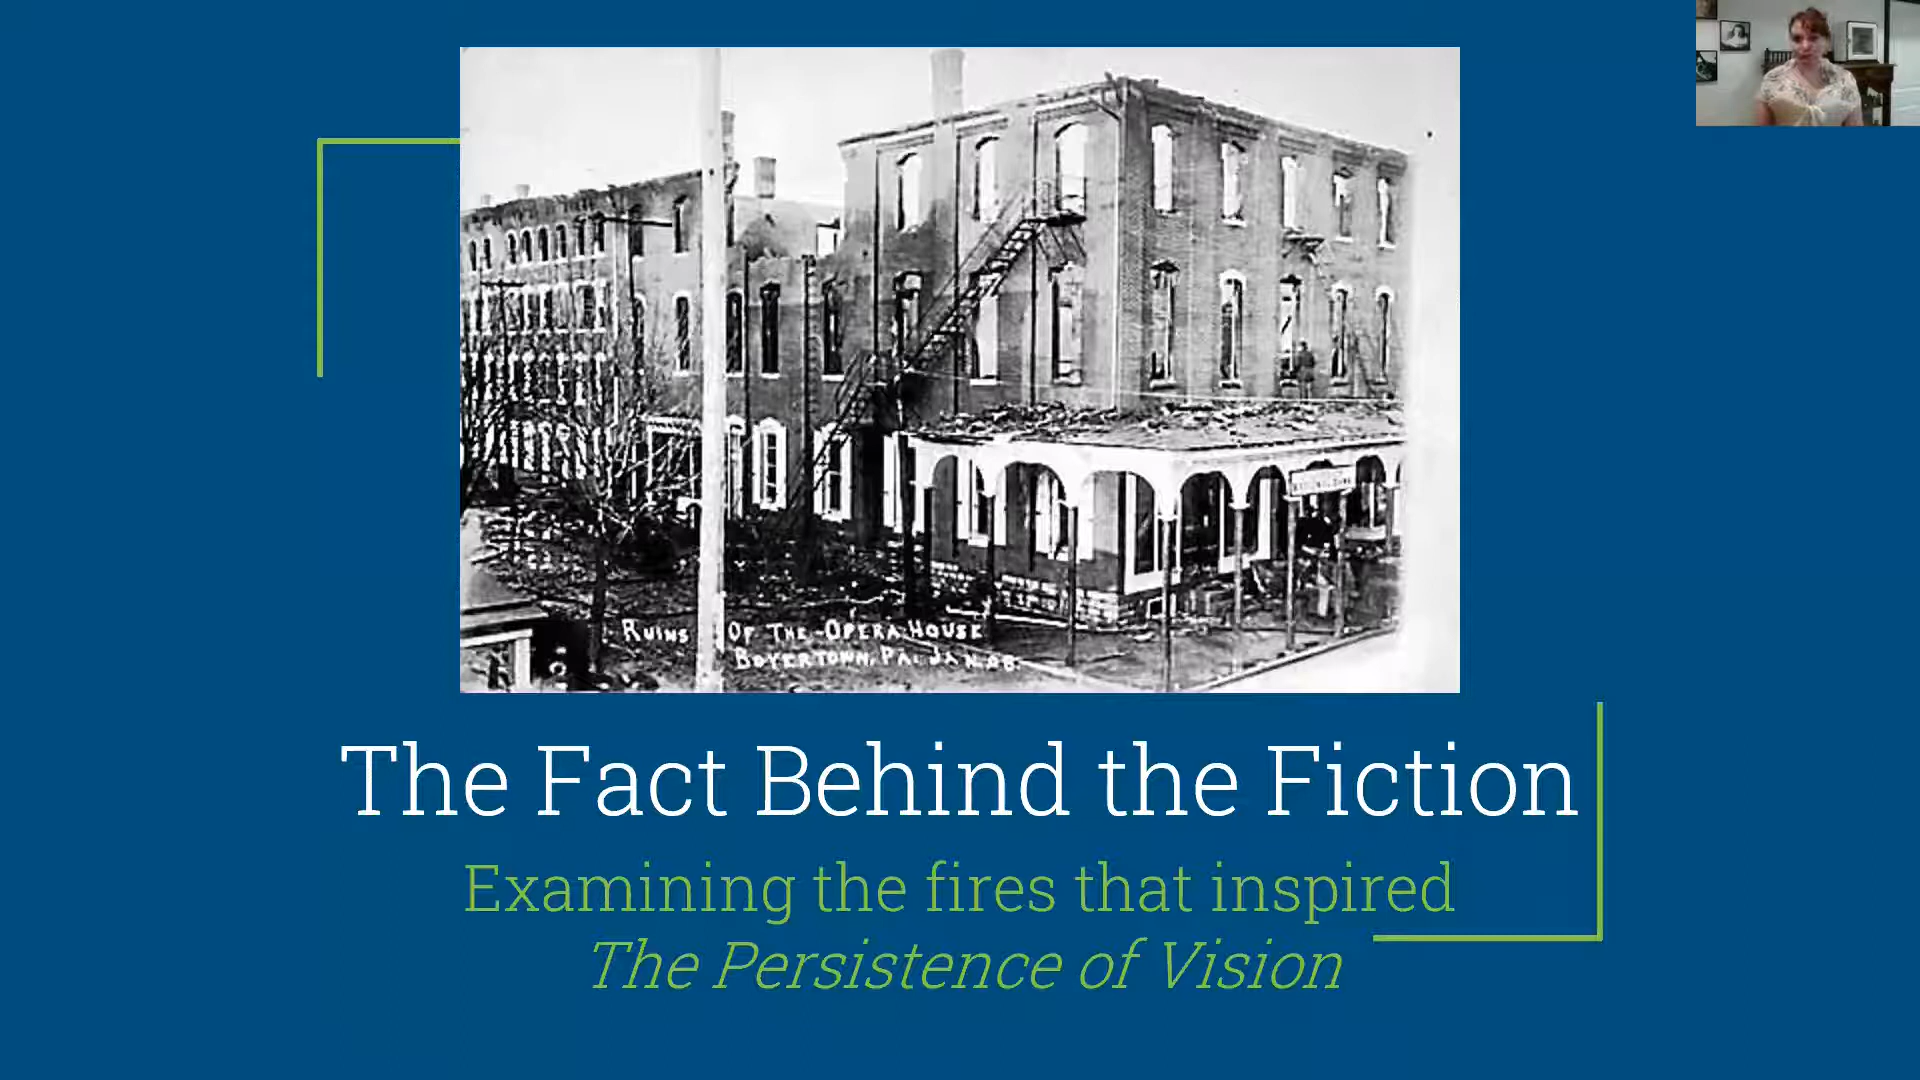 RUINS OF THE OPERA HOUSE
BOYERTOWN, PA. JAN. 08.
The Fact Behind the Fiction
Examining the fires that inspired
The Persistence of Vision